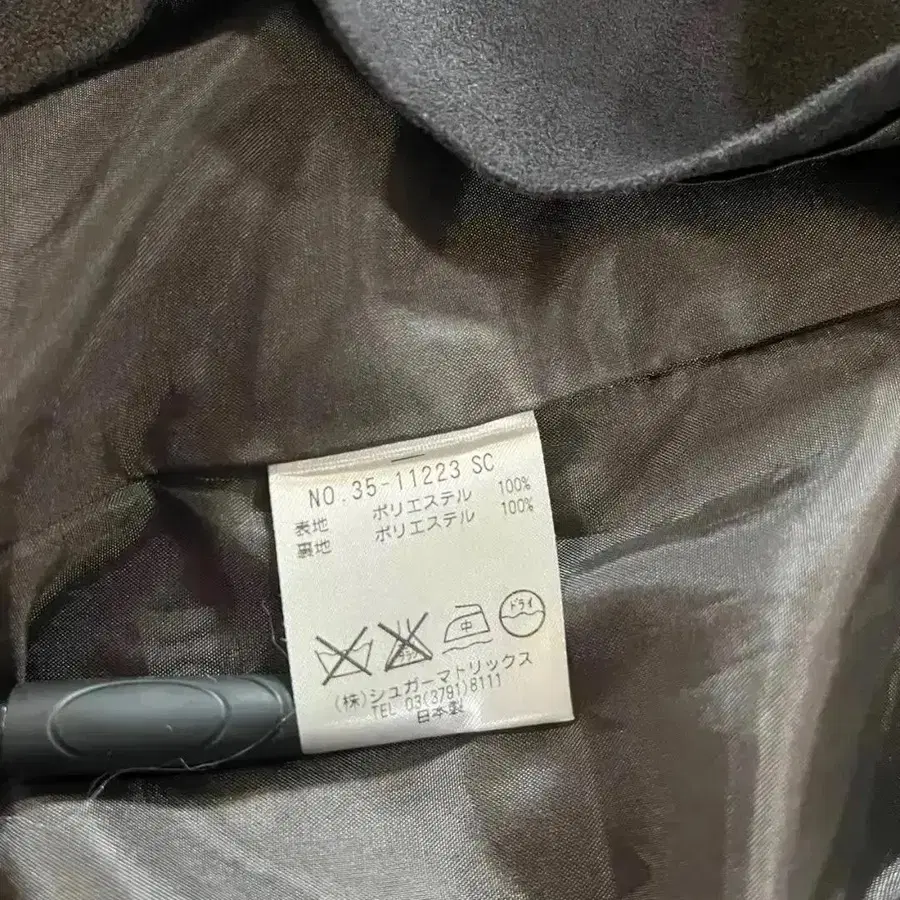 NO.35-11223 SC
表地 ポリエステル 100%
裏地 ポリエステル 100%
中 ドライ
(株)シュガーマトリックス
TEL 03(3791)8111
日本製